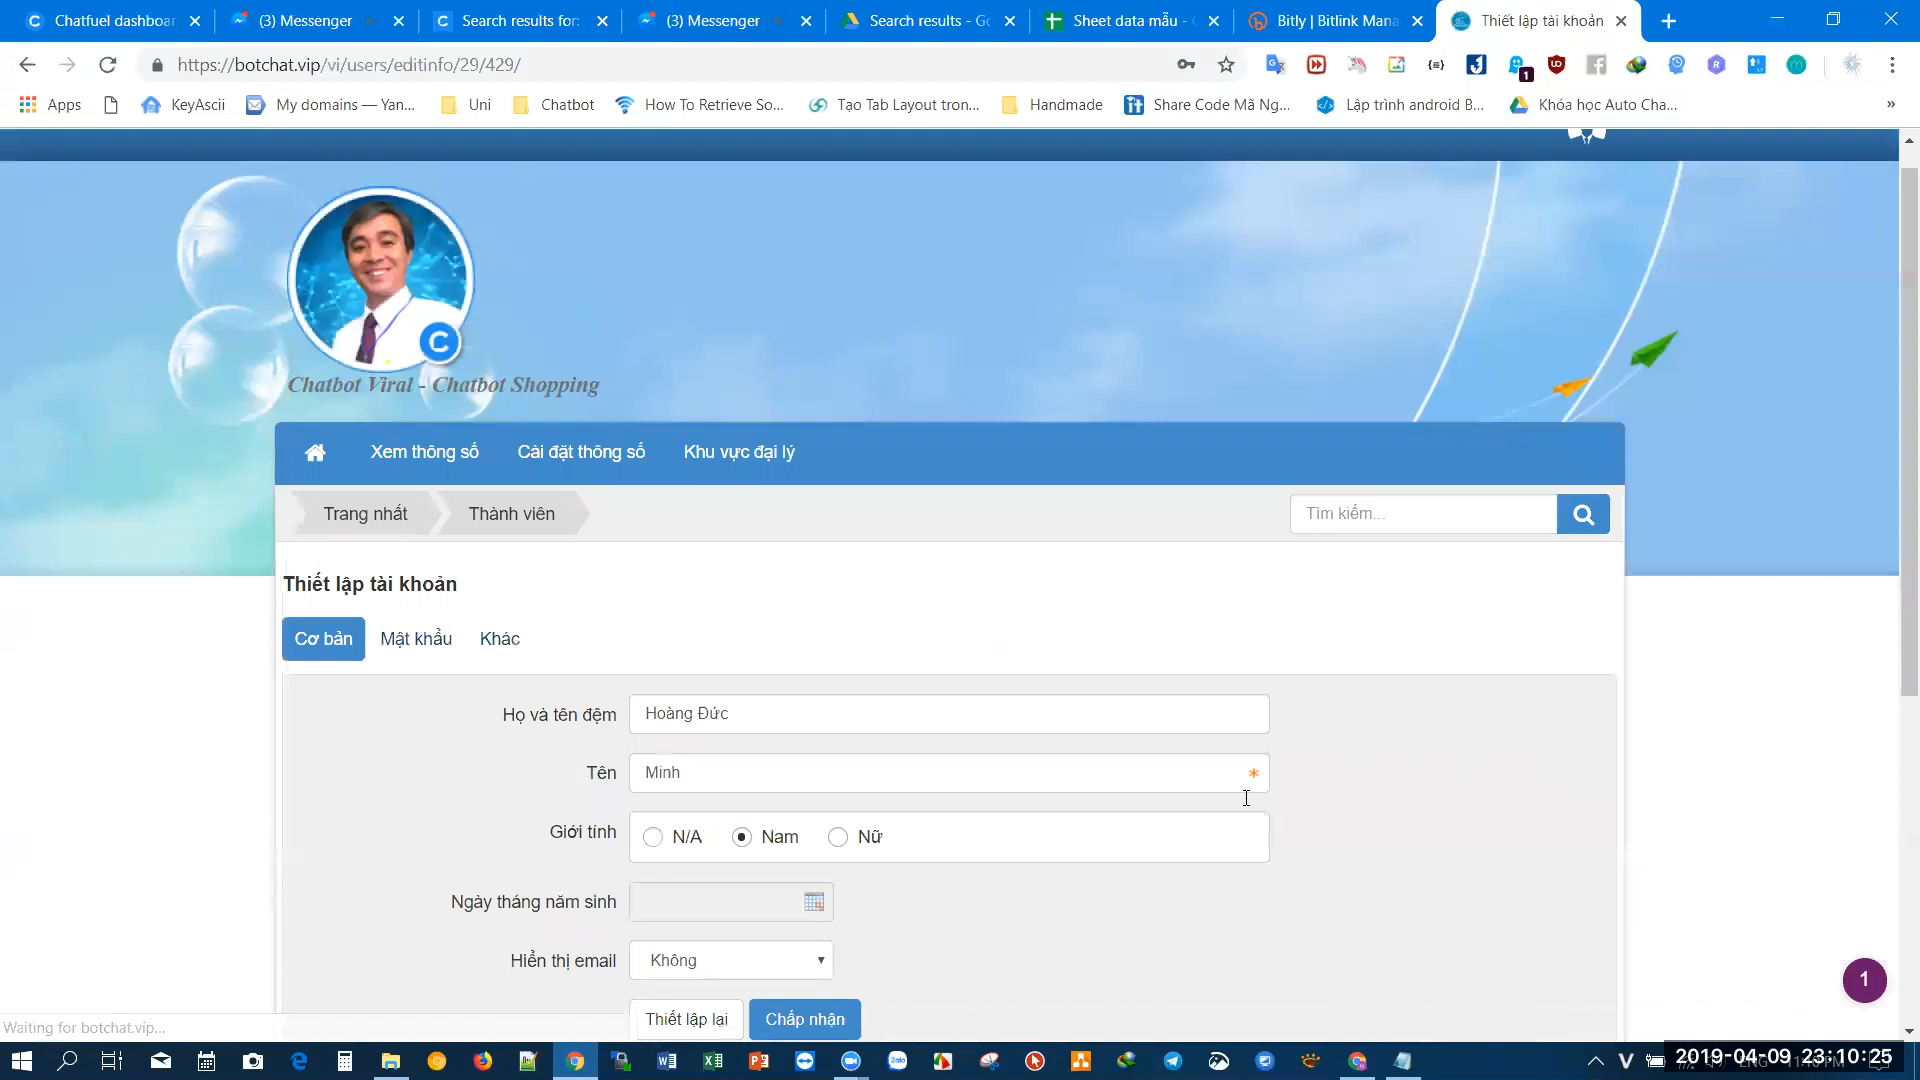 Chatfuel dashboar
(3) Messenger
Search results for:
(3) Messenger
Search results - Go
Sheet data mẫu -
Bitly | Bitlink Mana
Thiết lập tài khoản
https://botchat.vip/vi/users/editinfo/29/429/
Apps
KeyAscii
My domains — Yan...
Uni
Chatbot
How To Retrieve So...
Tạo Tab Layout tron...
Handmade
Share Code Mã Ng...
Lập trình android B...
Khóa học Auto Cha...
»
C
Chatbot Viral - Chatbot Shopping
Xem thông số
Cài đặt thông số
Khu vực đại lý
Trang nhất
Thành viên
Tìm kiếm...
Thiết lập tài khoản
Cơ bản
Mật khẩu
Khác
Họ và tên đệm
Hoàng Đức
Tên
Minh
*
Giới tính
N/A
Nam
Nữ
Ngày tháng năm sinh
Hiển thị email
Không
Thiết lập lại
Chấp nhận
1
Waiting for botchat.vip...
2019-04-09 23:10:25